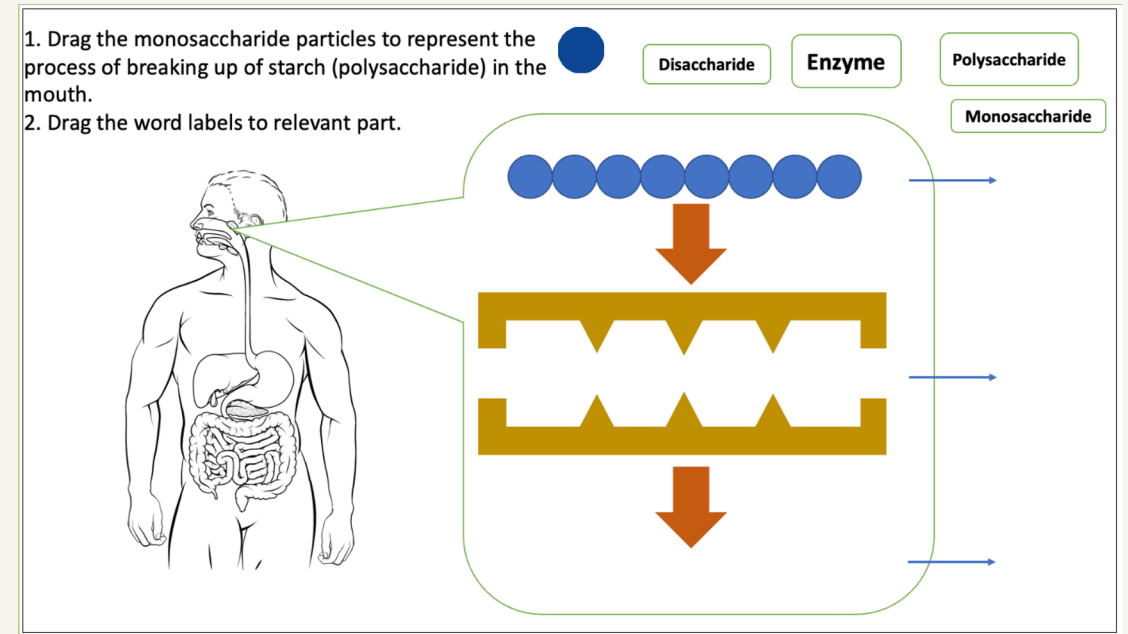 1. Drag the monosaccharide particles to represent the
process of breaking up of starch (polysaccharide) in the
mouth.
2. Drag the word labels to relevant part.
Disaccharide
Enzyme
Polysaccharide
Monosaccharide